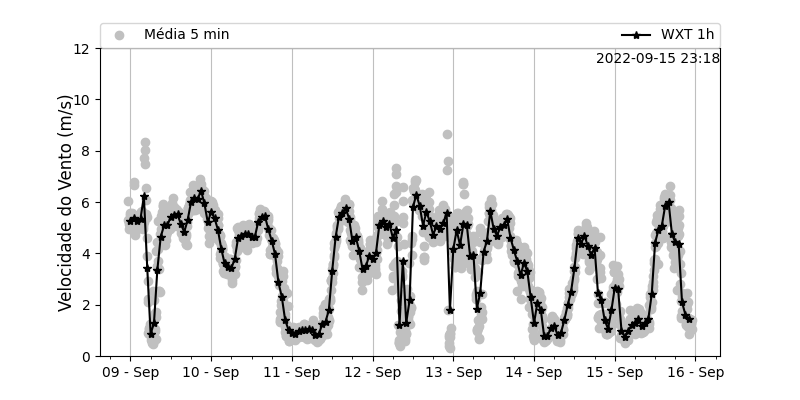 Média 5 min
WXT 1h
2022-09-15 23:18
Velocidade do Vento (m/s)
12
10
8
6
4
2
0
09 - Sep
10 - Sep
11 - Sep
12 - Sep
13 - Sep
14 - Sep
15 - Sep
16 - Sep